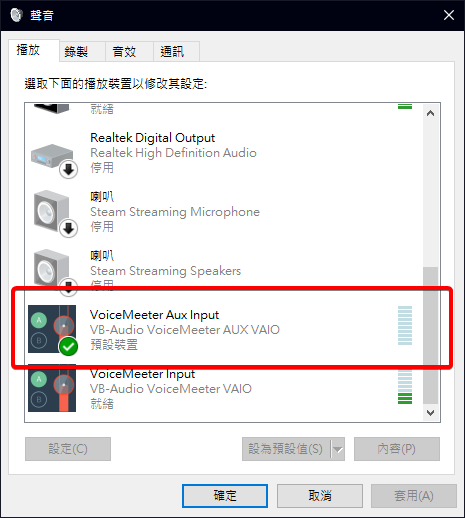 聲音
播放
錄製
音效
通訊
選取下面的播放裝置以修改其設定:
就緒
Realtek Digital Output
Realtek High Definition Audio
停用
喇叭
Steam Streaming Microphone
停用
喇叭
Steam Streaming Speakers
停用
VoiceMeeter Aux Input
VB-Audio VoiceMeeter AUX VAIO
預設裝置
VoiceMeeter Input
VB-Audio VoiceMeeter VAIO
就緒
設定(C)
設為預設值(S)
內容(P)
確定
取消
套用(A)
A
B
A
B